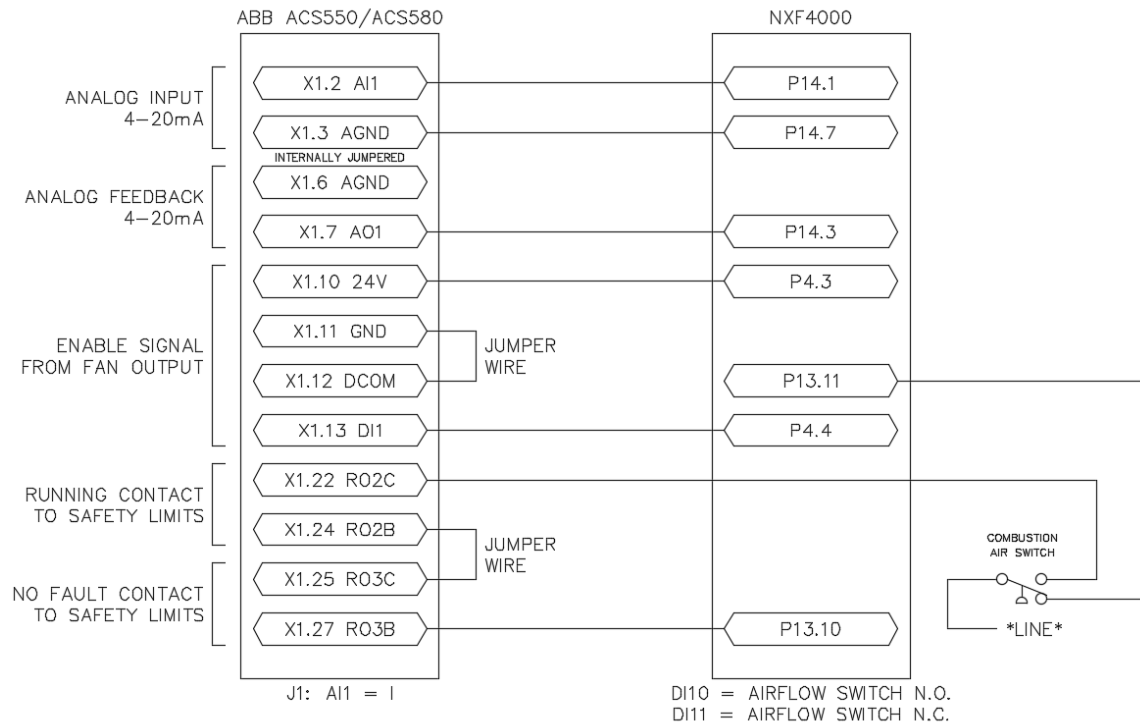 ABB ACS550/ACS580
NXF4000
ANALOG INPUT
4-20mA
X1.2 AI1
P14.1
X1.3 AGND
P14.7
INTERNALLY JUMPERED
ANALOG FEEDBACK
4-20mA
X1.6 AGND
X1.7 AO1
P14.3
ENABLE SIGNAL
FROM FAN OUTPUT
X1.10 24V
P4.3
X1.11 GND
JUMPER
WIRE
X1.12 DCOM
P13.11
X1.13 DI1
P4.4
RUNNING CONTACT
TO SAFETY LIMITS
X1.22 RO2C
X1.24 RO2B
JUMPER
WIRE
COMBUSTION
AIR SWITCH
NO FAULT CONTACT
TO SAFETY LIMITS
X1.25 RO3C
X1.27 RO3B
P13.10
*LINE*
J1: AI1 = I
DI10 = AIRFLOW SWITCH N.O.
DI11 = AIRFLOW SWITCH N.C.